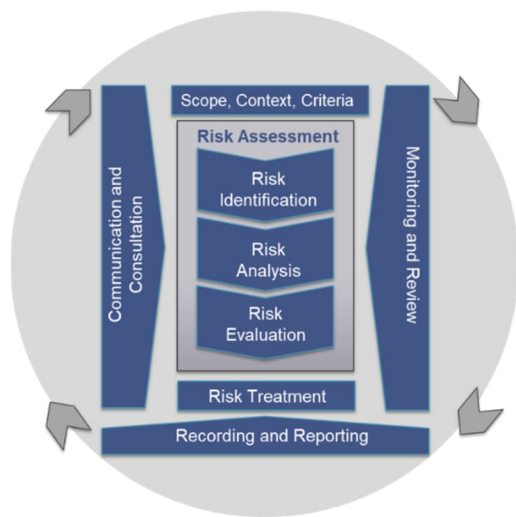 Scope, Context, Criteria
Risk Assessment
Risk
Identification
Risk
Analysis
Risk
Evaluation
Risk Treatment
Recording and Reporting
Communication and
Consultation
Monitoring and Review